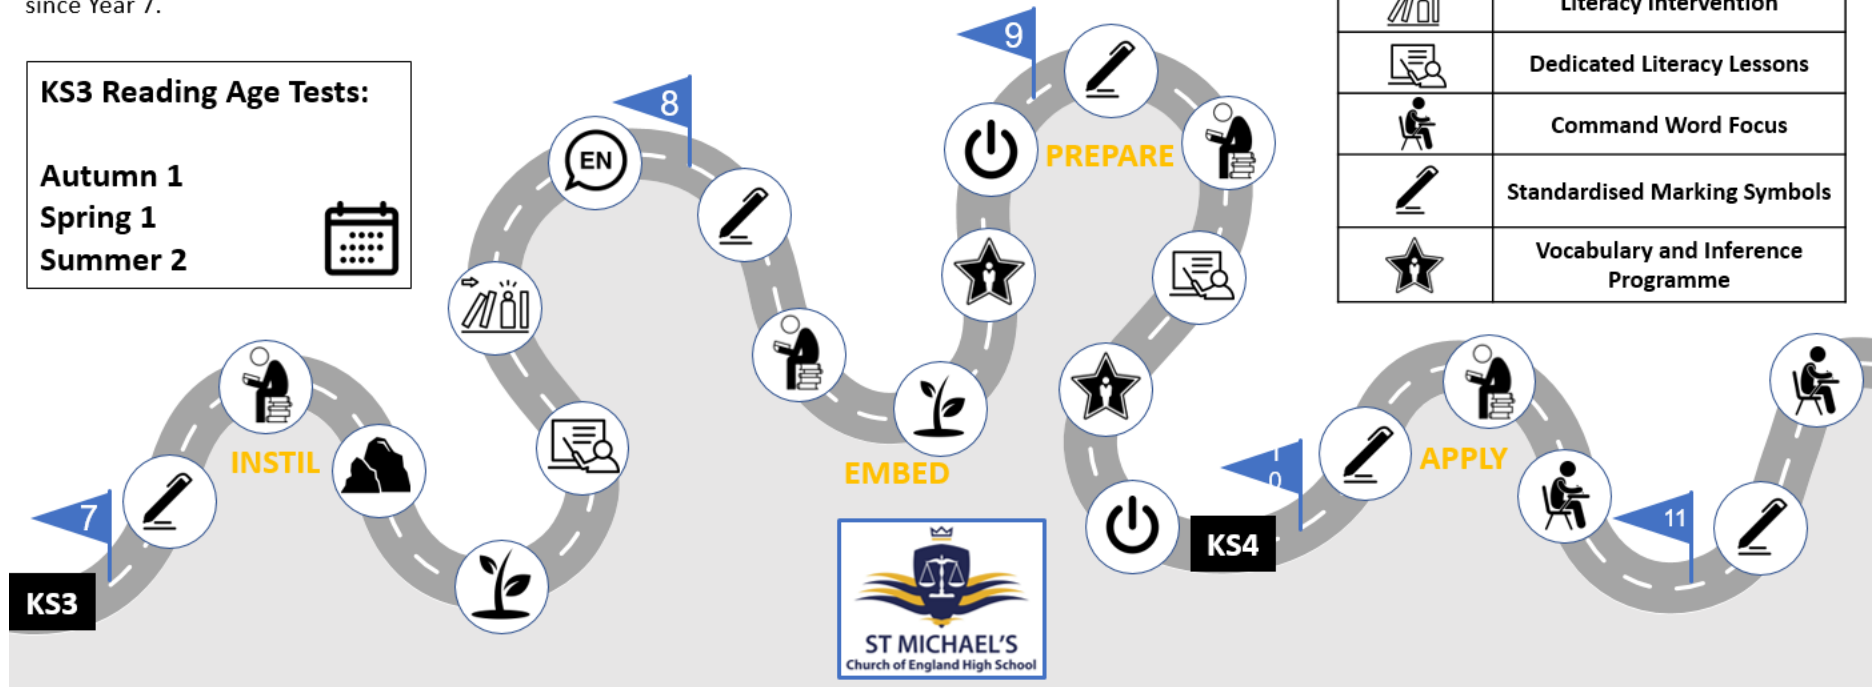 since Year 7.
KS3 Reading Age Tests:
Autumn 1
Spring 1
Summer 2
Literacy Intervention
Dedicated Literacy Lessons
Command Word Focus
Standardised Marking Symbols
Vocabulary and Inference
Programme
KS3
7
INSTIL
EN
8
EMBED
9
PREPARE
KS4
1
0
APPLY
11
ST MICHAEL'S
Church of England High School